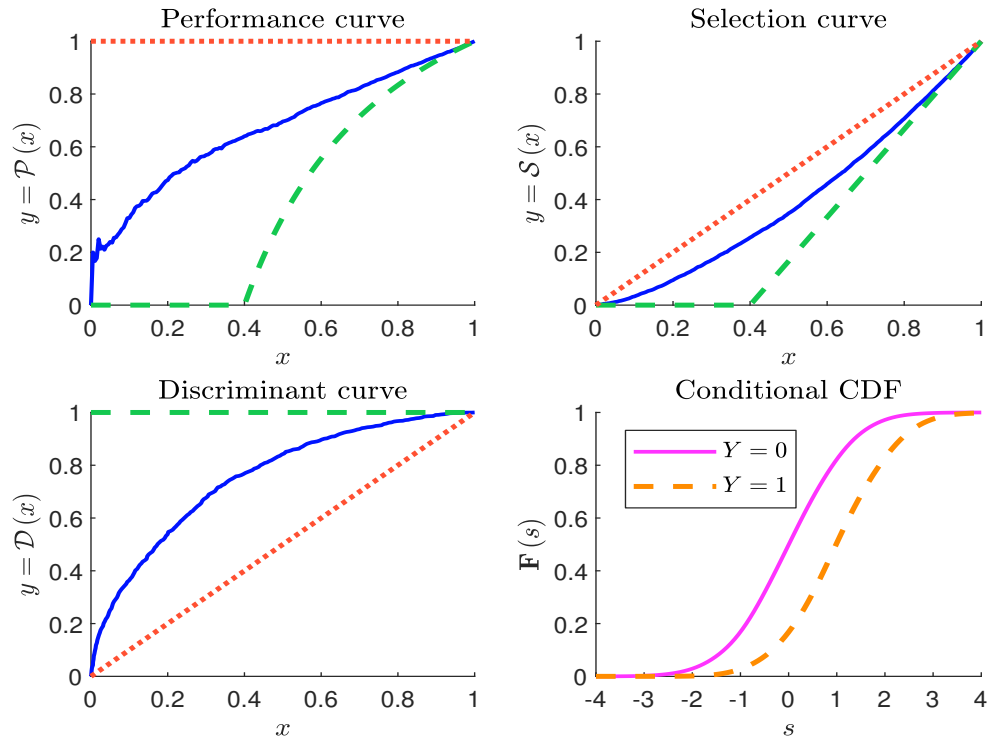 Performance curve
1
0.8
0.6
0.4
0.2
0
0 0.2 0.4 0.6 0.8 1
x
y = 𝒫(x)
Selection curve
1
0.8
0.6
0.4
0.2
0
0 0.2 0.4 0.6 0.8 1
x
y = 𝒮(x)
Discriminant curve
1
0.8
0.6
0.4
0.2
0
0 0.2 0.4 0.6 0.8 1
x
y = 𝒟(x)
Conditional CDF
1
0.8
0.6
0.4
0.2
0
Y = 0
Y = 1
-4 -3 -2 -1 0 1 2 3 4
s
F(s)